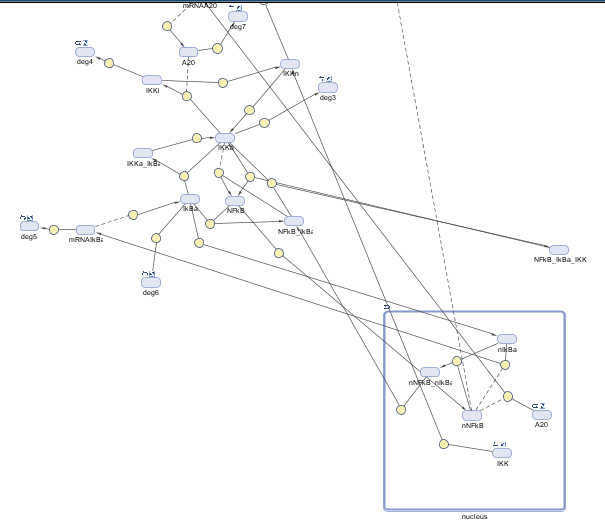 mRNAA20
deg7
deg4
A20
IKKn
IKKi
deg3
IKKa
IKKa_IkBa
IkBa
NFkB
NFkB_IkBa
deg5
mRNAIkBa
NFkB_IkBa_IKK
deg6
nIkBa
nNFkB_nIkBa
nNFkB
A20
IKK
nucleus